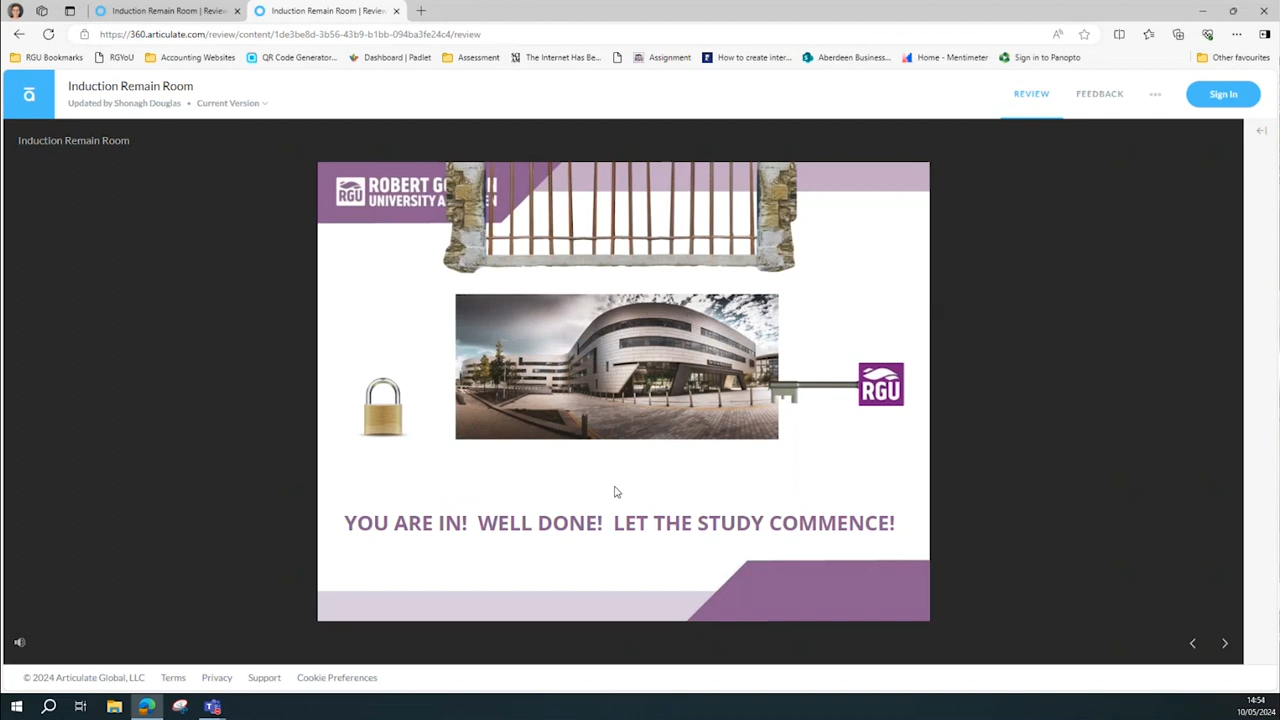 Induction Remain Room | Review
Induction Remain Room | Review
https://360.articulate.com/review/content/1de3be8d-3b56-43b9-b1bb-094ba3fe24c4/review
RGU Bookmarks
RGYoU
Accounting Websites
QR Code Generator...
Dashboard | Padlet
Assessment
The Internet Has Be...
Assignment
How to create inter...
Aberdeen Business...
Home - Mentimeter
Sign in to Panopto
Other favourites
ā
Induction Remain Room
Updated by Shonagh Douglas • Current Version
REVIEW
FEEDBACK
Sign In
Induction Remain Room
RGU
ROBERT G N
UNIVERSITY A EN
RGU
YOU ARE IN! WELL DONE! LET THE STUDY COMMENCE!
© 2024 Articulate Global, LLC
Terms
Privacy
Support
Cookie Preferences
14:54
10/05/2024